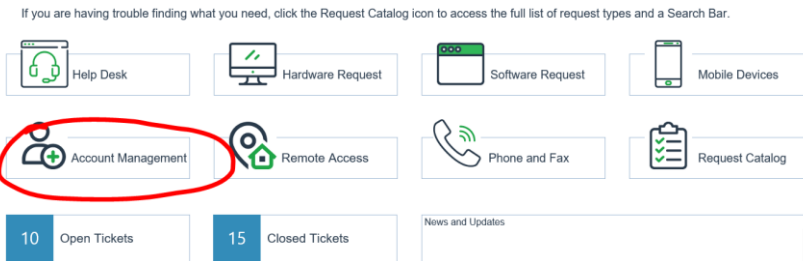 If you are having trouble finding what you need, click the Request Catalog icon to access the full list of request types and a Search Bar.
Help Desk
Hardware Request
Software Request
Mobile Devices
Account Management
Remote Access
Phone and Fax
Request Catalog
10 Open Tickets
15 Closed Tickets
News and Updates